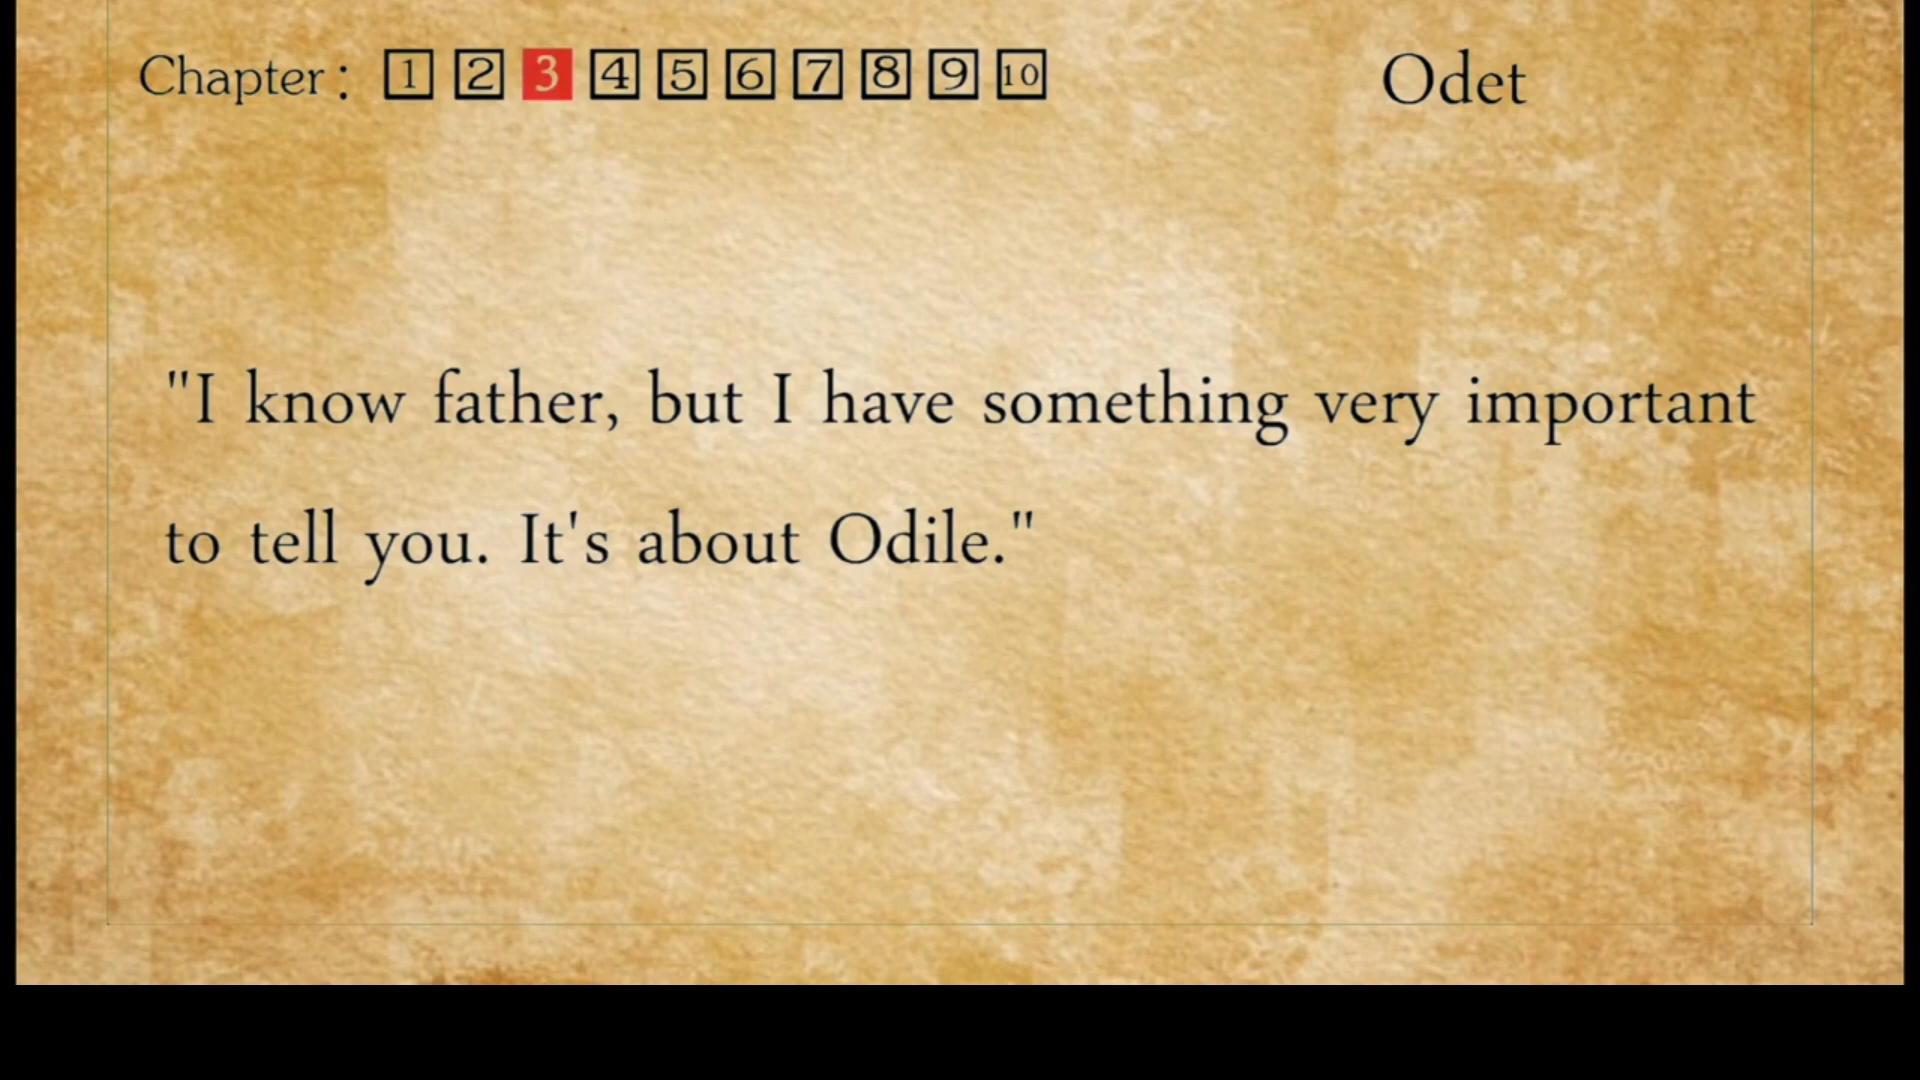 Chapter: 1 2 3 4 5 6 7 8 9 10 Odet
"I know father, but I have something very important
to tell you. It's about Odile."